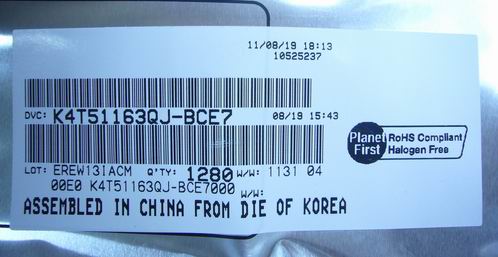 11/08/19 18:13
10525237
DVC: K4T51163QJ-BCE7 08/19 15:43
Planet First RoHS Compliant
Halogen Free
LOT: EREW13IACM Q'TY: 1280 W/W: 1131 04
00E0 K4T51163QJ-BCE7000 W/W:
ASSEMBLED IN CHINA FROM DIE OF KOREA